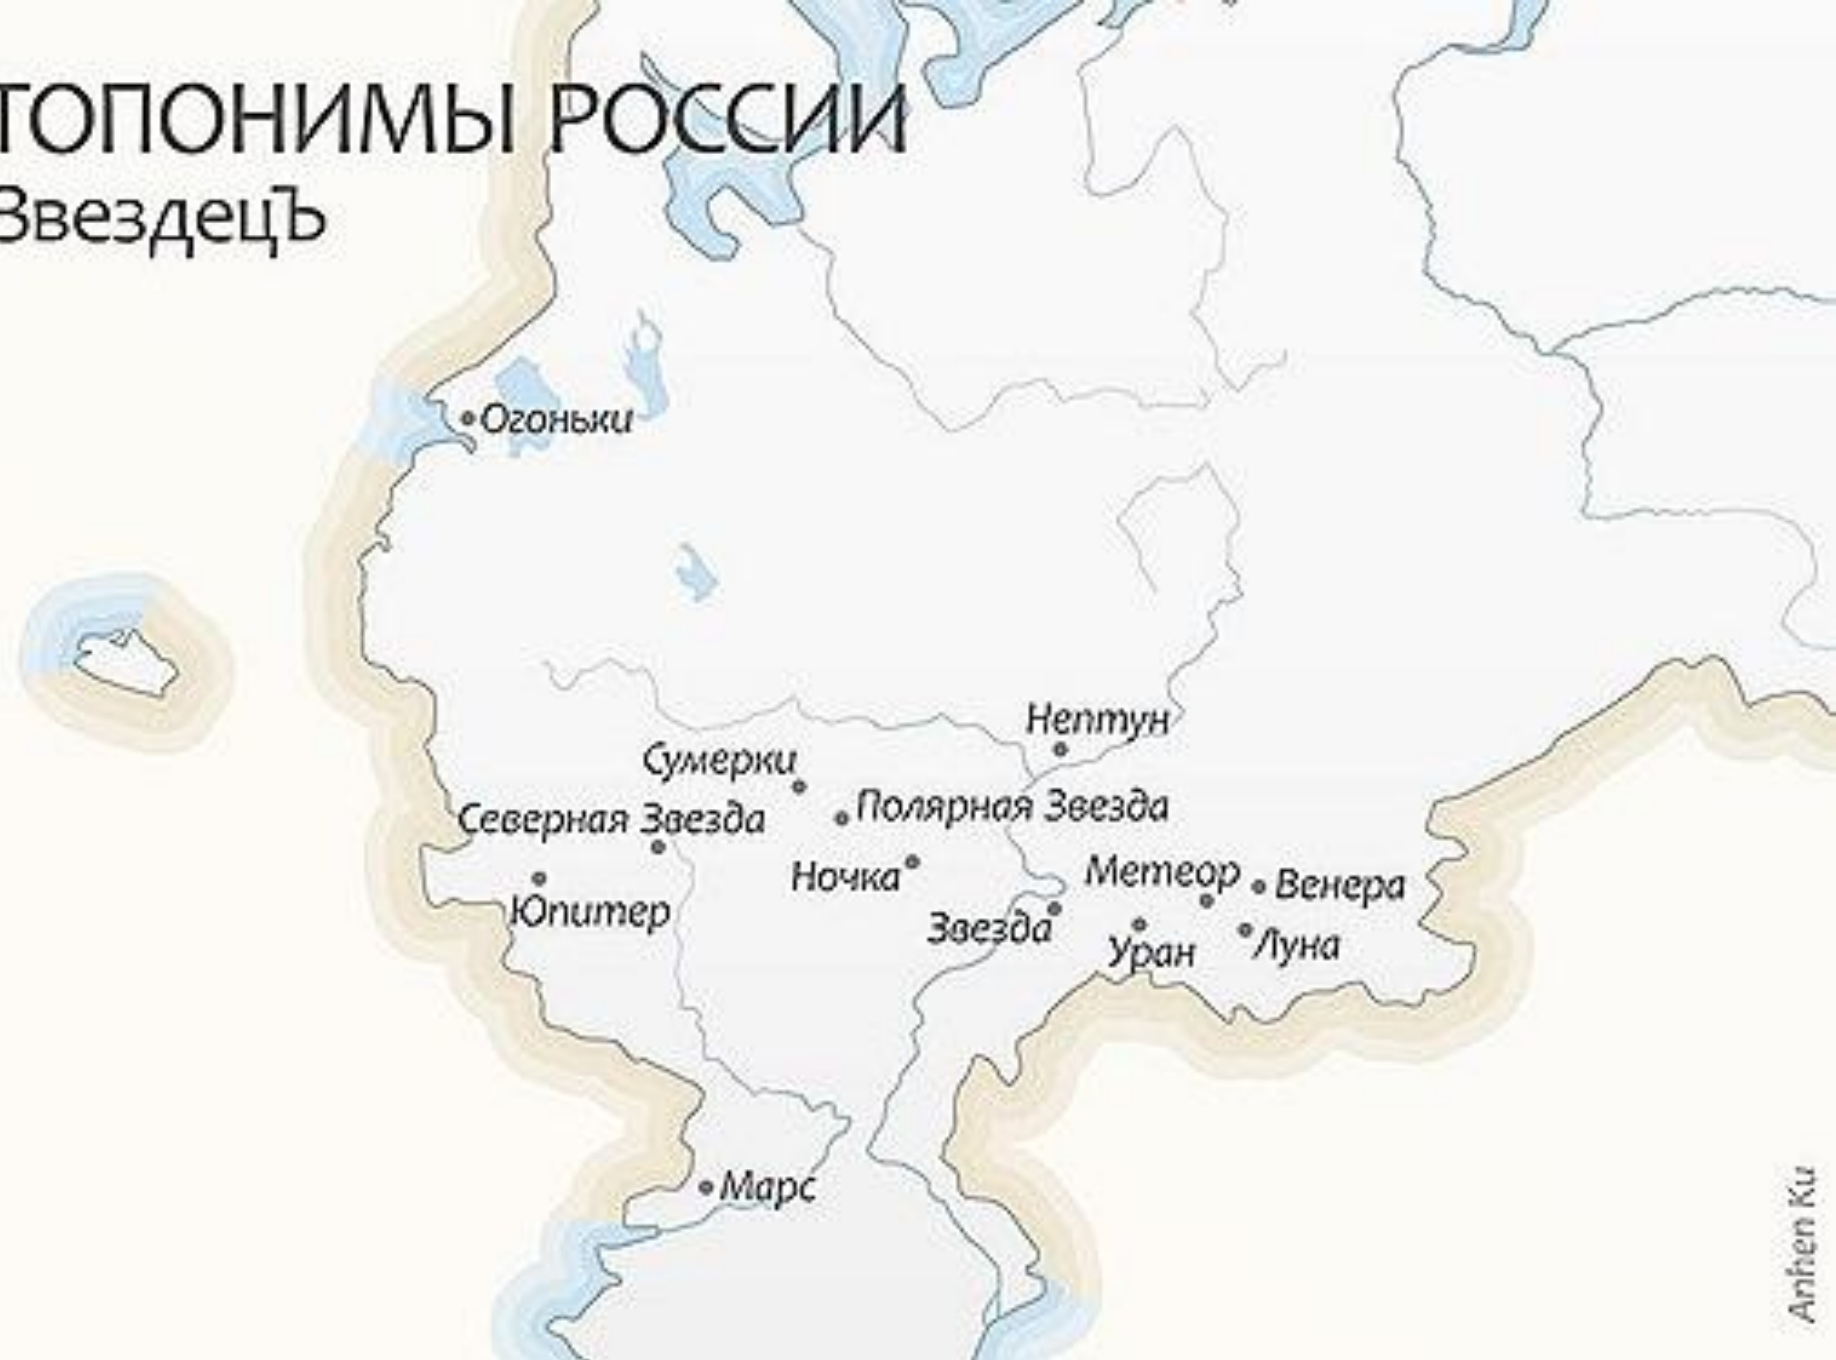 ТОПОНИМЫ РОССИИ
ЗвездецЪ
Огоньки
Нептун
Сумерки
Полярная Звезда
Северная Звезда
Ночка
Метеор
Венера
Юпитер
Звезда
Уран
Луна
Марс
Anhen Ku